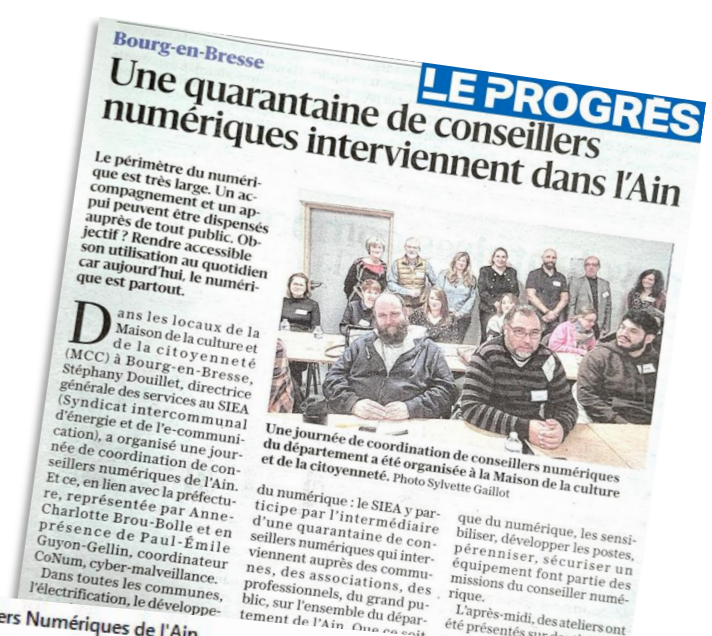 Bourg-en-Bresse
LE PROGRÈS
Une quarantaine de conseillers
numériques interviennent dans l'Ain
Le périmètre du numéri-
que est très large. Un ac-
compagnement et un ap-
pui peuvent être dispensés
auprès de tout public. Ob-
jectif ? Rendre accessible
son utilisation au quotidien
car aujourd'hui, le numéri-
que est partout.
Dans les locaux de la
Maison de la culture et
de la citoyenneté
(MCC) à Bourg-en-Bresse,
Stéphany Douillet, directrice
générale des services au SIEA
(Syndicat intercommunal
d'énergie et de l'e-communi-
cation), a organisé une jour-
née de coordination de con-
seillers numériques de l'Ain.
Et ce, en lien avec la préfectu-
re, représentée par Anne-
Charlotte Brou-Bolle et en
présence de Paul-Émile
Guyon-Gellin, coordinateur
CoNum, cyber-malveillance.
Dans toutes les communes,
l'électrification, le développe-
Une journée de coordination de conseillers numériques
du département a été organisée à la Maison de la culture
et de la citoyenneté. Photo Sylvette Gaillot
du numérique : le SIEA y par-
ticipe par l'intermédiaire
d'une quarantaine de con-
seillers numériques qui inter-
viennent auprès des commu-
nes, des associations, des
professionnels, du grand pu-
blic, sur l'ensemble du dépar-
tement de l'Ain. Que ce soit
que du numérique, les sensi-
biliser, développer les postes,
pérenniser, sécuriser un
équipement font partie des
missions du conseiller numé-
rique.
L'après-midi, des ateliers ont
été présentés sur
ers Numériques de l'Ain